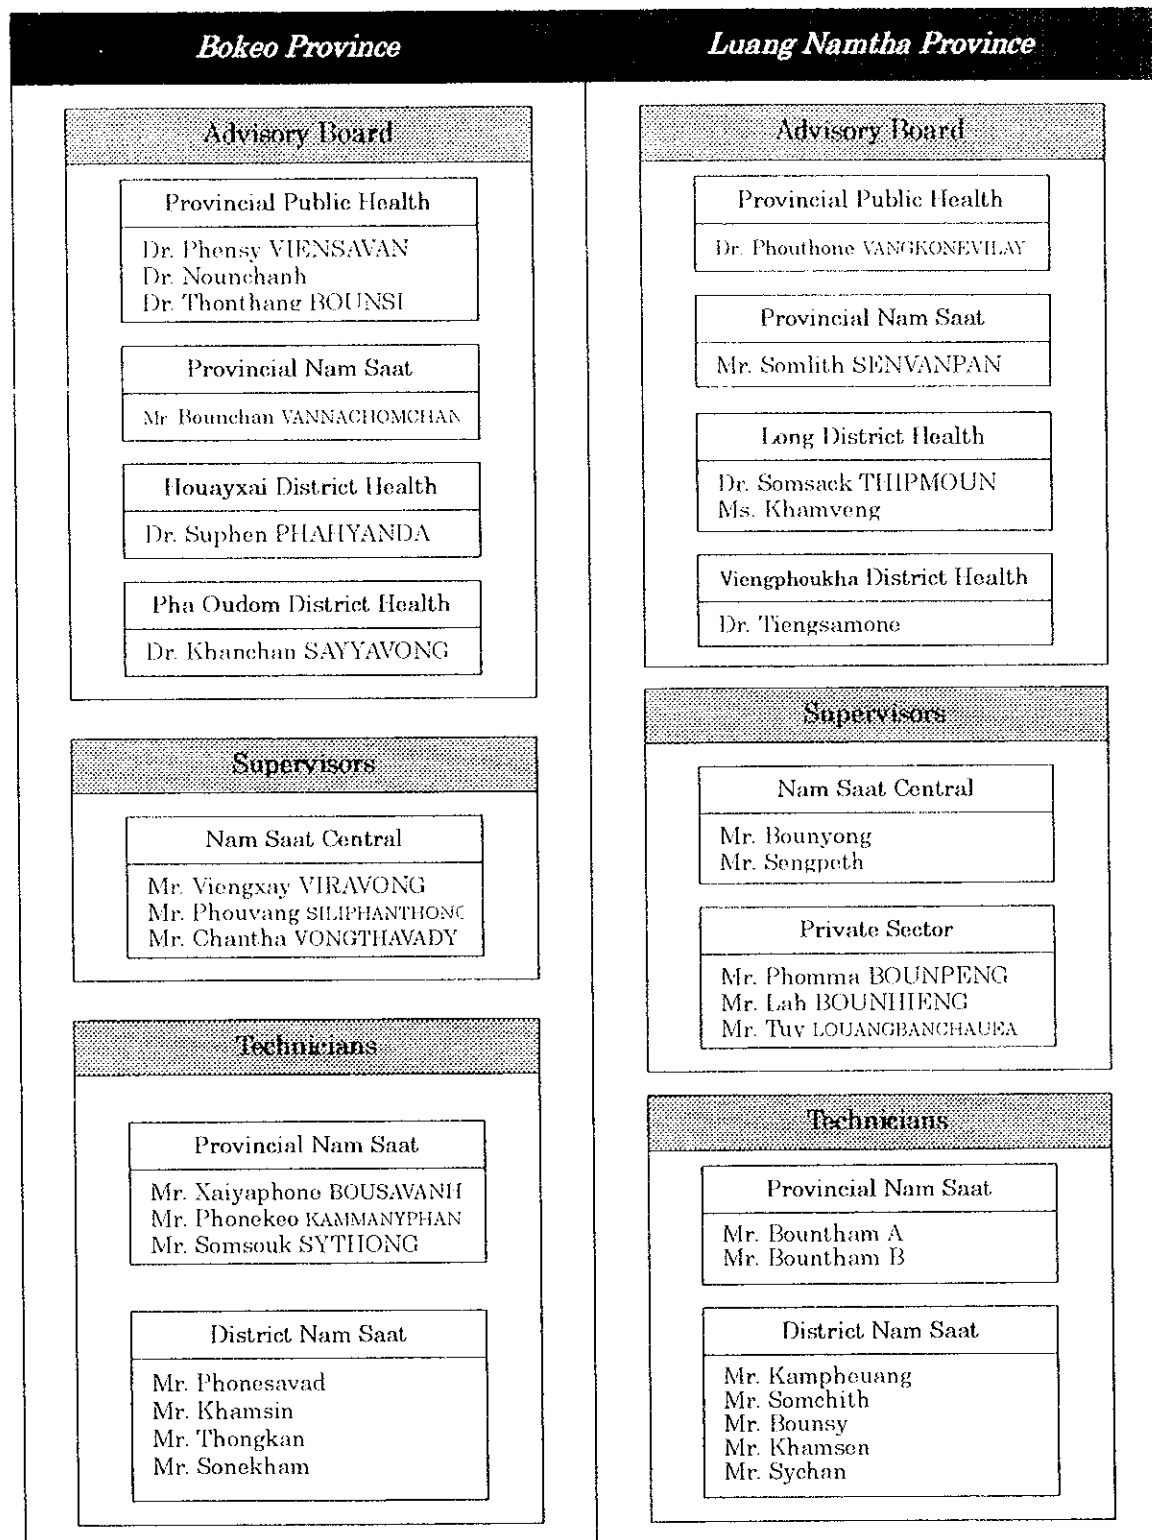 Bokeo Province
Advisory Board
Provincial Public Health
Dr. Phensy VIENSAVAN
Dr. Nounchanh
Dr. Thonthang BOUNSI
Provincial Nam Saat
Mr Bounchan VANNACHOMCHAN
Houayxai District Health
Dr. Suphen PHAHYANDA
Pha Oudom District Health
Dr. Khanchan SAYYAVONG
Supervisors
Nam Saat Central
Mr. Viengxay VIRAVONG
Mr. Phouvang SILIPHANTHONG
Mr. Chantha VONGTHAVADY
Technicians
Provincial Nam Saat
Mr. Xaiyaphone BOUSAVANH
Mr. Phonekeo KAMMANYPHAN
Mr. Somsouk SYTHONG
District Nam Saat
Mr. Phonesavad
Mr. Khamsin
Mr. Thongkan
Mr. Sonekham
Luang Namtha Province
Advisory Board
Provincial Public Health
Dr. Phouthone VANGKONEVILAY
Provincial Nam Saat
Mr. Somlith SENVANPAN
Long District Health
Dr. Somsack THIPMOUN
Ms. Khamveng
Viengphoukha District Health
Dr. Tiengsamone
Supervisors
Nam Saat Central
Mr. Bounyong
Mr. Sengpeth
Private Sector
Mr. Phomma BOUNPENG
Mr. Lah BOUNHIENG
Mr. Tuy LOUANGBANCHAUEA
Technicians
Provincial Nam Saat
Mr. Bountham A
Mr. Bountham B
District Nam Saat
Mr. Kampheuang
Mr. Somchith
Mr. Bounsy
Mr. Khamsen
Mr. Sychan